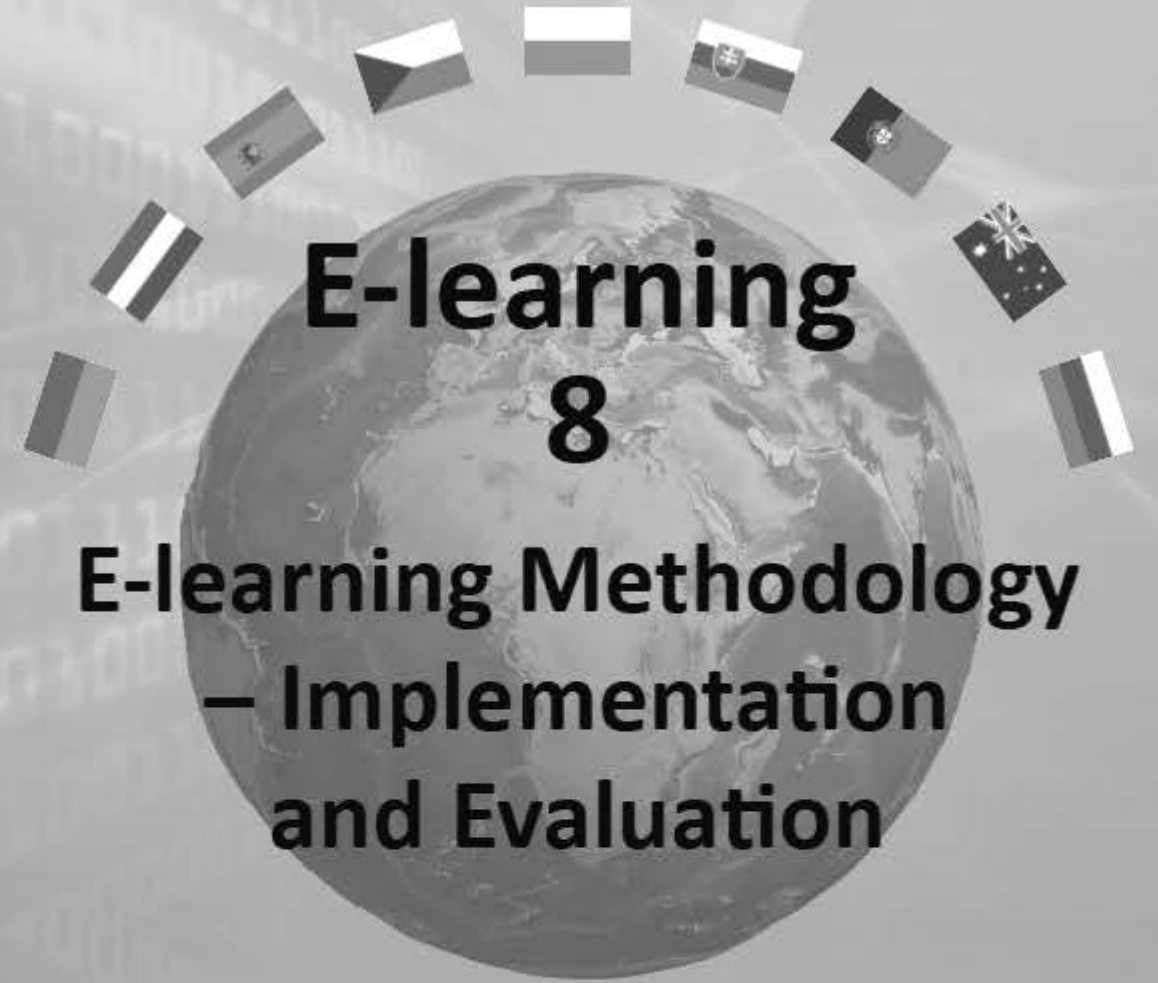 E-learning
8
E-learning Methodology
– Implementation
and Evaluation